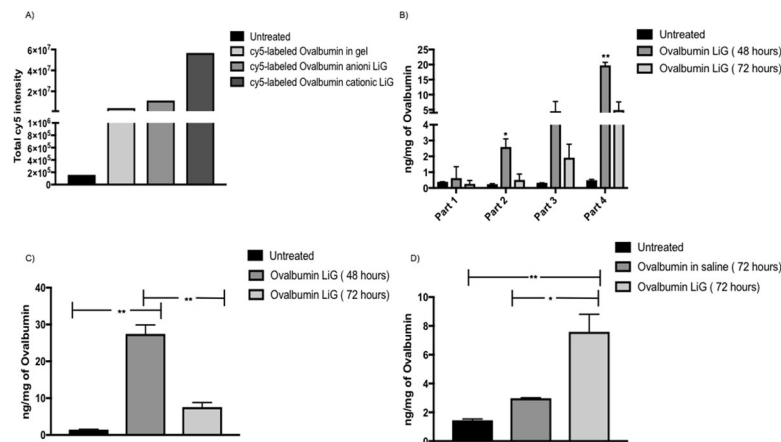 A)
Untreated
cy5-labeled Ovalbumin in gel
cy5-labeled Ovalbumin anioni LiG
cy5-labeled Ovalbumin cationic LiG
Total cy5 intensity
6×10⁷
4×10⁷
2×10⁷
1×10⁶
8×10⁵
6×10⁵
4×10⁵
2×10⁵
0
B)
Untreated
Ovalbumin LiG ( 48 hours)
Ovalbumin LiG ( 72 hours)
ng/mg of Ovalbumin
25
20
15
10
5
4
3
2
1
0
*
**
Part 1
Part 2
Part 3
Part 4
C)
Untreated
Ovalbumin LiG ( 48 hours)
Ovalbumin LiG ( 72 hours)
ng/mg of Ovalbumin
40
30
20
10
0
**
**
D)
Untreated
Ovalbumin in saline ( 72 hours)
Ovalbumin LiG ( 72 hours)
ng/mg of Ovalbumin
10
8
6
4
2
0
**
*